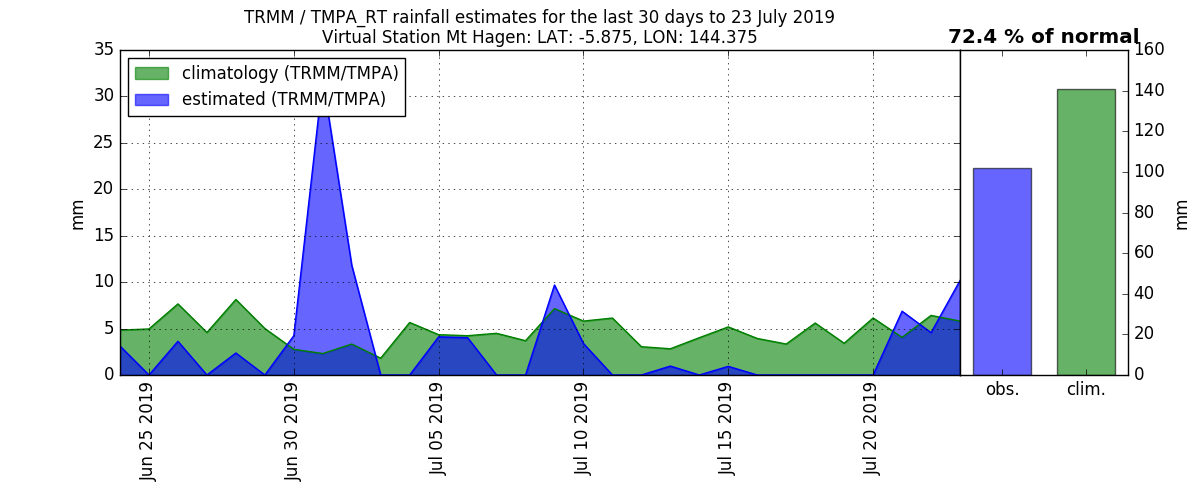 TRMM / TMPA_RT rainfall estimates for the last 30 days to 23 July 2019
Virtual Station Mt Hagen: LAT: -5.875, LON: 144.375
72.4 % of normal
climatology (TRMM/TMPA)
estimated (TRMM/TMPA)
35
30
25
20
15
10
5
0
mm
160
140
120
100
80
60
40
20
0
mm
Jun 25 2019
Jun 30 2019
Jul 05 2019
Jul 10 2019
Jul 15 2019
Jul 20 2019
obs.
clim.